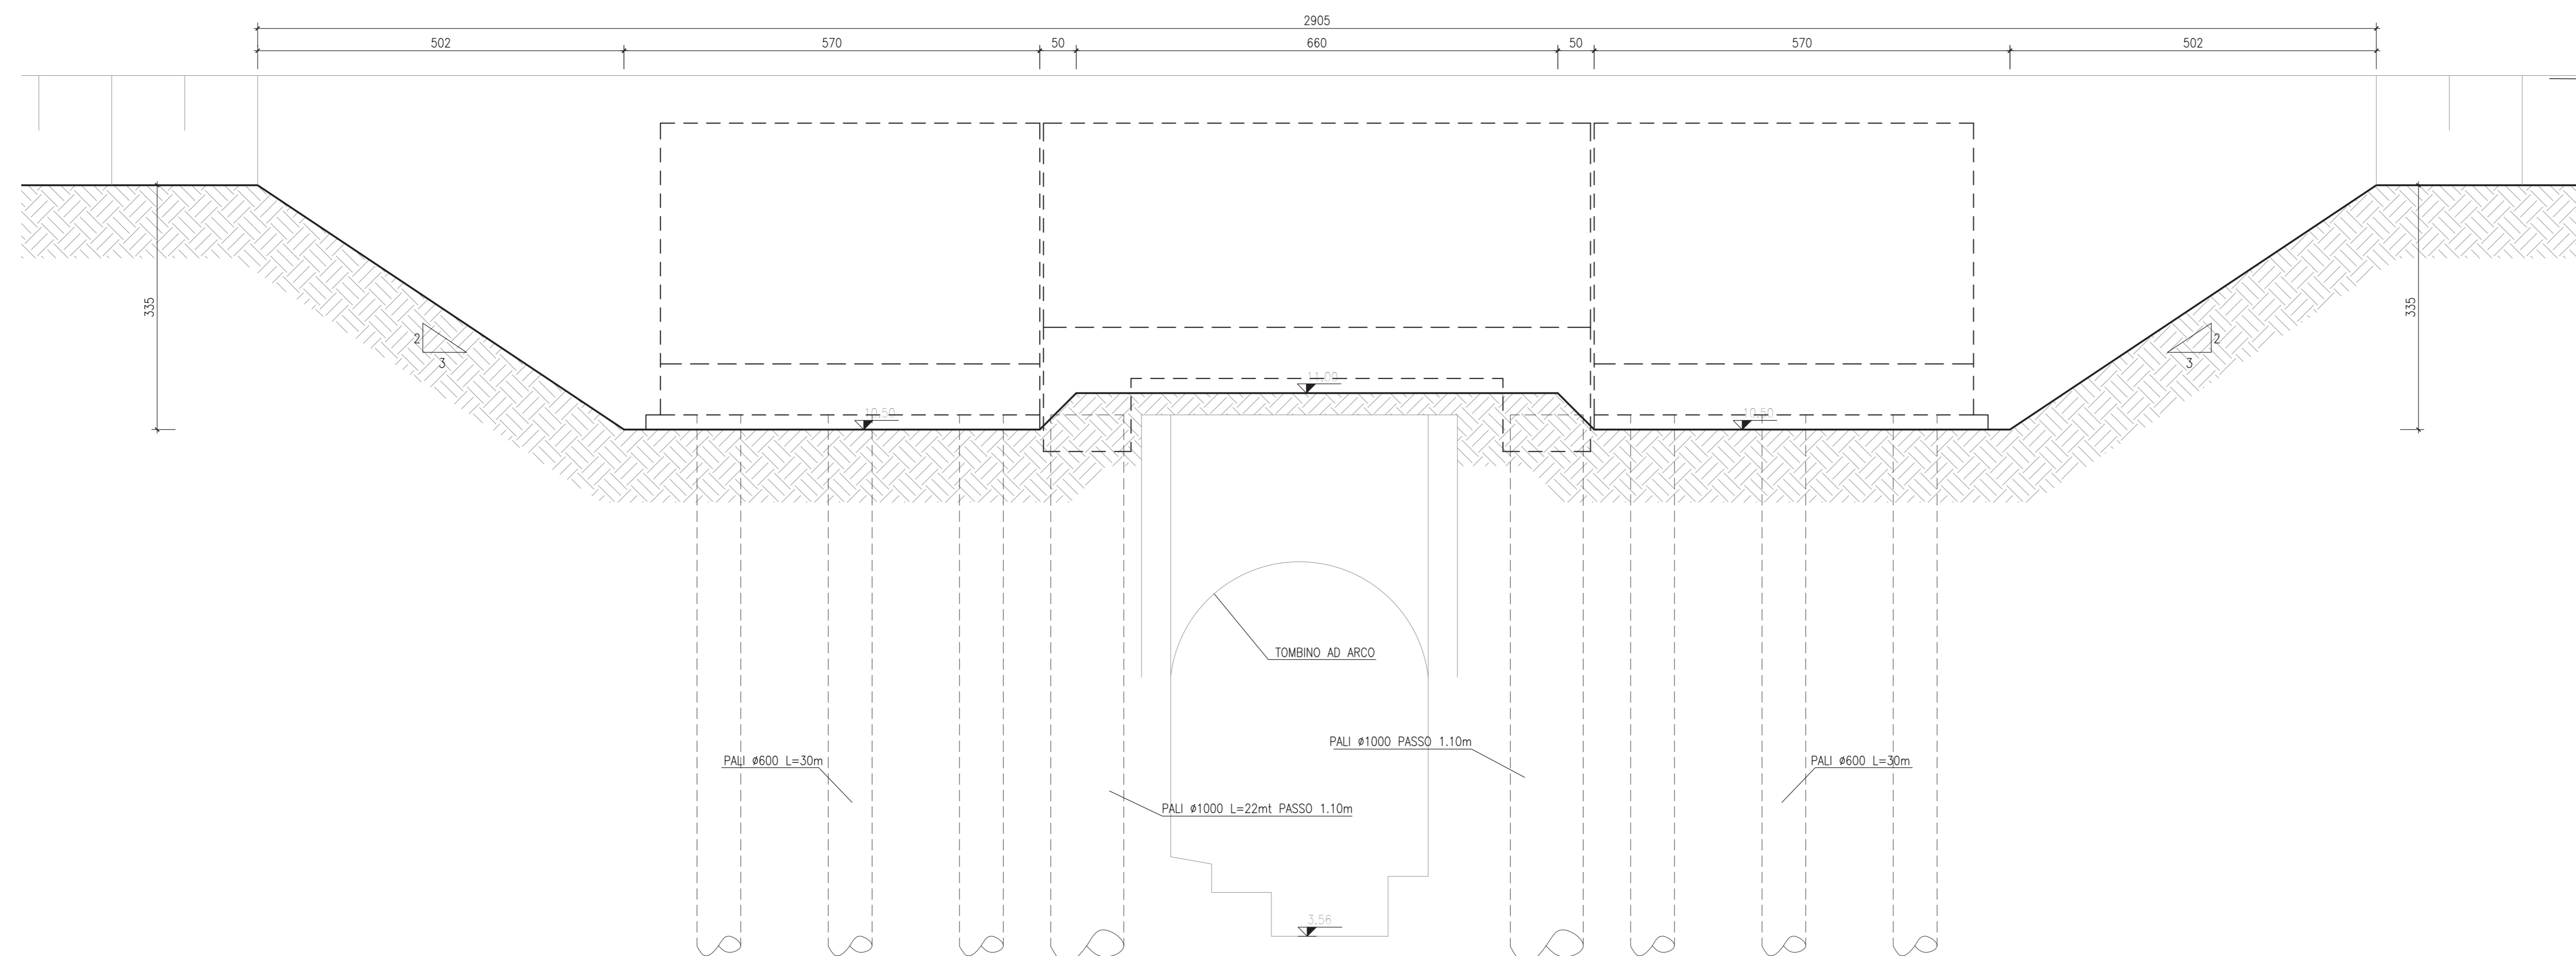 2905
502 570 50 660 50 570 502
335
335
2
3
2
3
11,00
10,50
10,50
TOMBINO AD ARCO
PALI ø1000 PASSO 1.10m
PALI ø600 L=30m
PALI ø600 L=30m
PALI ø1000 L=22mt PASSO 1.10m
3,56